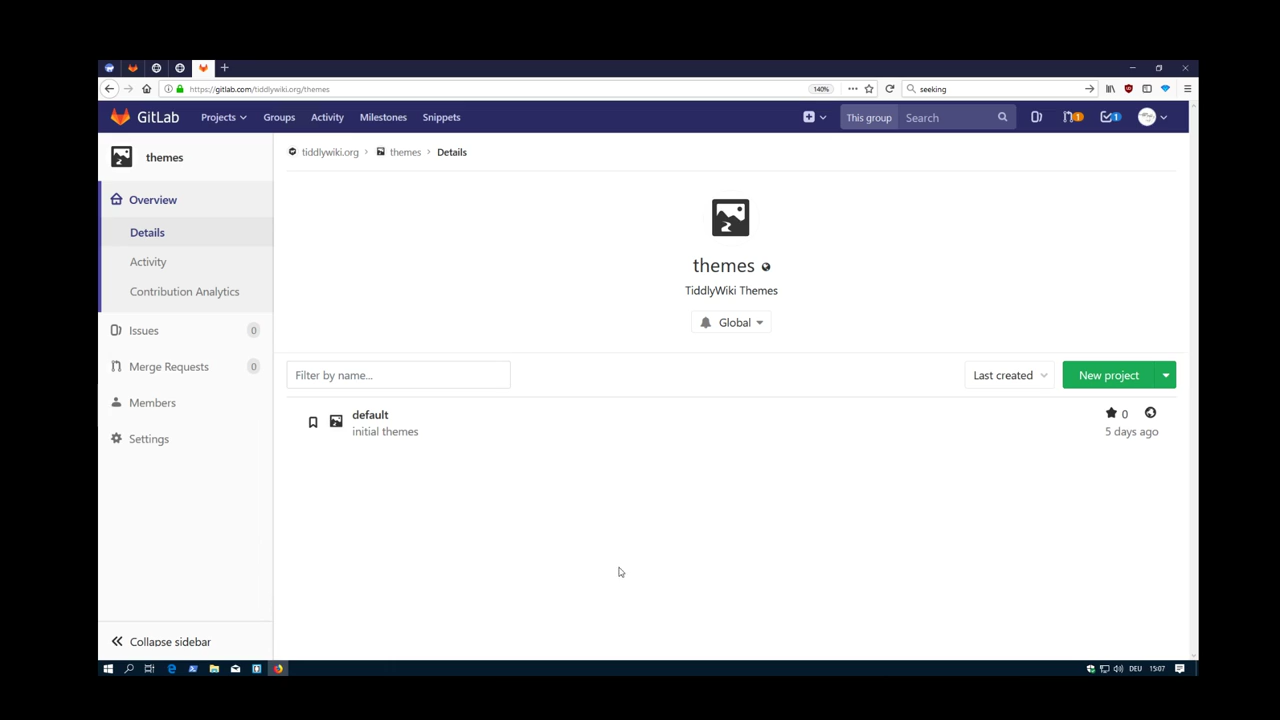 https://gitlab.com/tiddlywiki.org/themes
140%
seeking
GitLab
Projects
Groups
Activity
Milestones
Snippets
This group
Search
1
1
themes
tiddlywiki.org > themes > Details
Overview
Details
Activity
Contribution Analytics
Issues 0
Merge Requests 0
Members
Settings
Collapse sidebar
themes
TiddlyWiki Themes
Global
Filter by name...
Last created
New project
default
initial themes
0
5 days ago
DEU 15:07